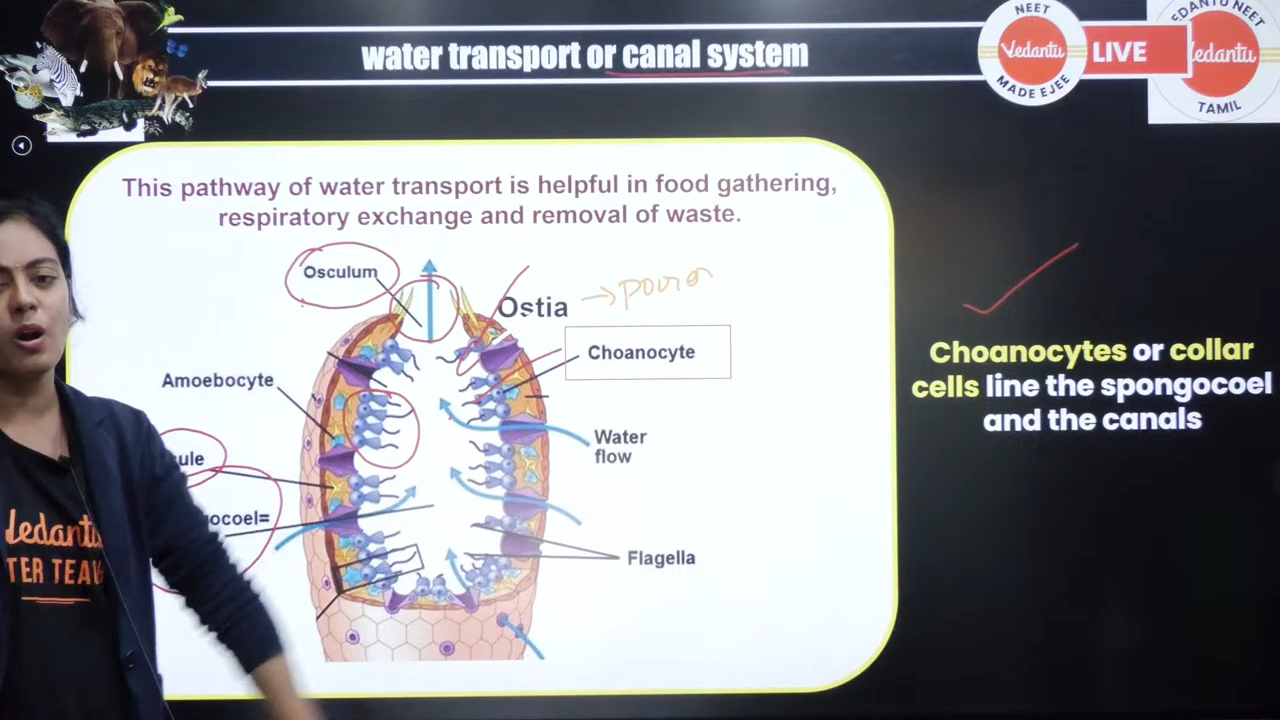 water transport or canal system
NEET
Vedantu
MADE EJEE
LIVE
VEDANTU NEET
Vedantu
TAMIL
This pathway of water transport is helpful in food gathering,
respiratory exchange and removal of waste.
Osculum
Ostia →
Choanocyte
Amoebocyte
Water
flow
Flagella
Choanocytes or collar
cells line the spongocoel
and the canals
Vedantu